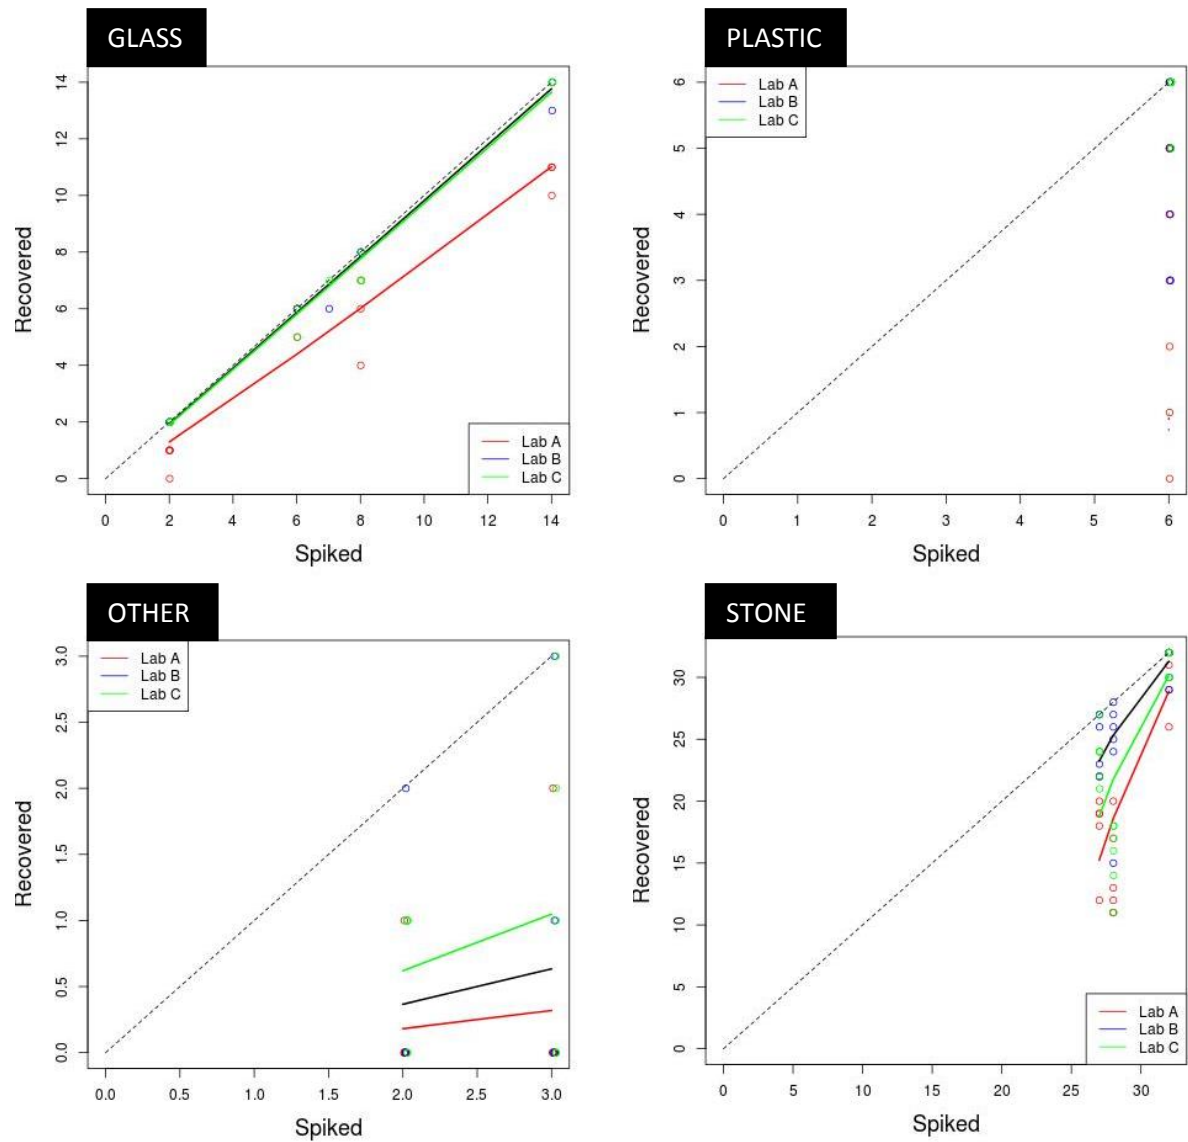 GLASS
14
12
10
8
6
4
2
0
Recovered
Lab A
Lab B
Lab C
0 2 4 6 8 10 12 14
Spiked
PLASTIC
Lab A
Lab B
Lab C
6
5
4
3
2
1
0
Recovered
0 1 2 3 4 5 6
Spiked
OTHER
Lab A
Lab B
Lab C
3.0
2.5
2.0
1.5
1.0
0.5
0.0
Recovered
0.0 0.5 1.0 1.5 2.0 2.5 3.0
Spiked
STONE
30
25
20
15
10
5
0
Recovered
Lab A
Lab B
Lab C
0 5 10 15 20 25 30
Spiked